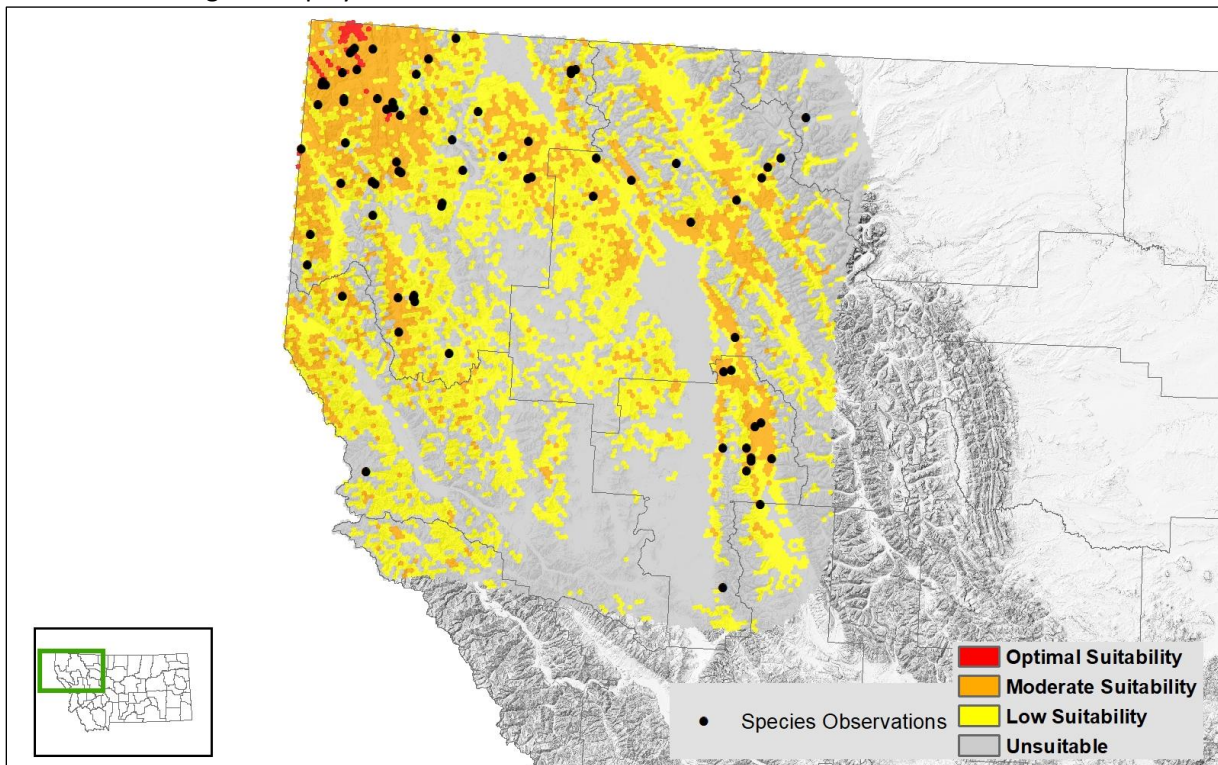 Optimal Suitability
Moderate Suitability
Species Observations
Low Suitability
Unsuitable